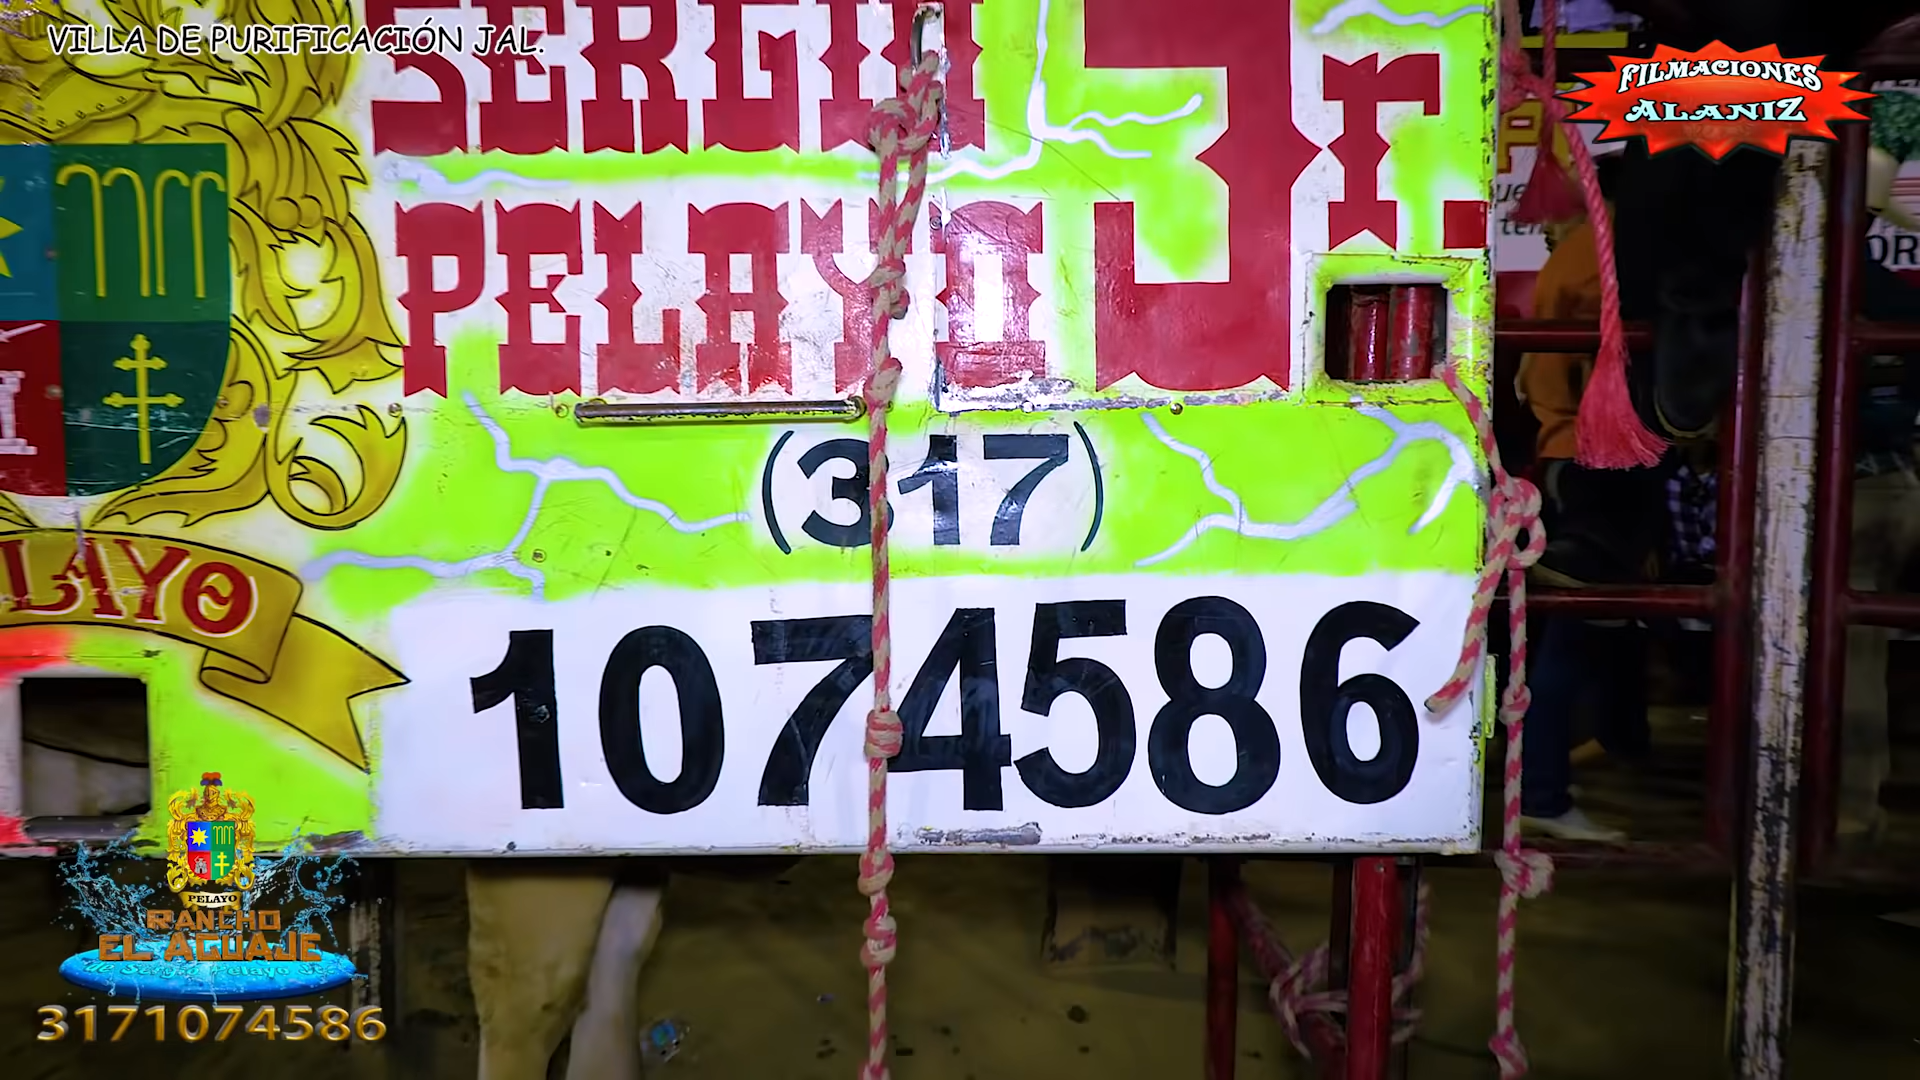 VILLA DE PURIFICACIÓN JAL.
FILMACIONES
ALANIZ
SERGIO
PELAYO
Jr.
(317)
1074586
PELAYO
RANCHO
EL AGUAJE
de Sergio Pelayo Jr.
3171074586